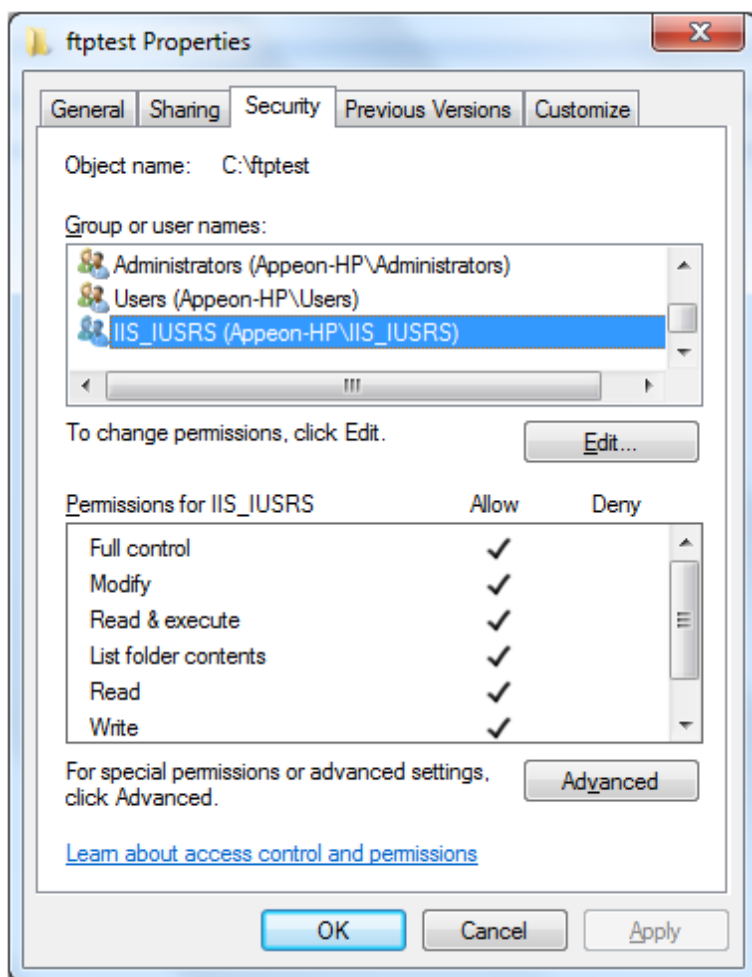 ftptest Properties
General Sharing Security Previous Versions Customize
Object name: C:\ftptest
Group or user names:
Administrators (Appeon-HP\Administrators)
Users (Appeon-HP\Users)
IIS_IUSRS (Appeon-HP\IIS_IUSRS)
To change permissions, click Edit.
Edit...
Permissions for IIS_IUSRS Allow Deny
Full control
Modify
Read & execute
List folder contents
Read
Write
For special permissions or advanced settings,
click Advanced.
Advanced
Learn about access control and permissions
OK Cancel Apply